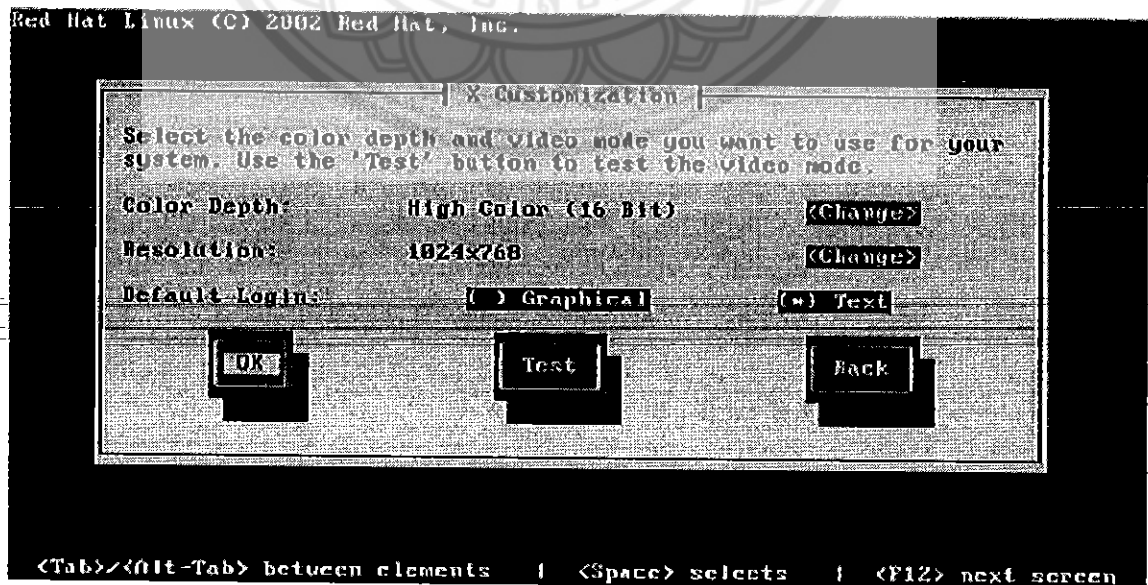 Red Hat Linux (C) 2002 Red Hat, Inc.
X Customization
Select the color depth and video mode you want to use for your
system. Use the 'Test' button to test the video mode.
Color Depth: High Color (16 Bit) <Change>
Resolution: 1024x768 <Change>
Default Login: ( ) Graphical (*) Text
OK Test Back
<Tab>/<Alt-Tab> between elements | <Space> selects | <F12> next screen